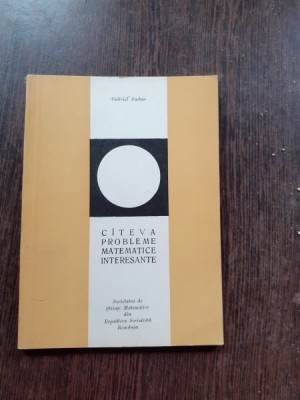 Gabriel Sudan
CÎTEVA
PROBLEME
MATEMATICE
INTERESANTE
Societatea de
Științe Matematice
din
Republica Socialistă
România